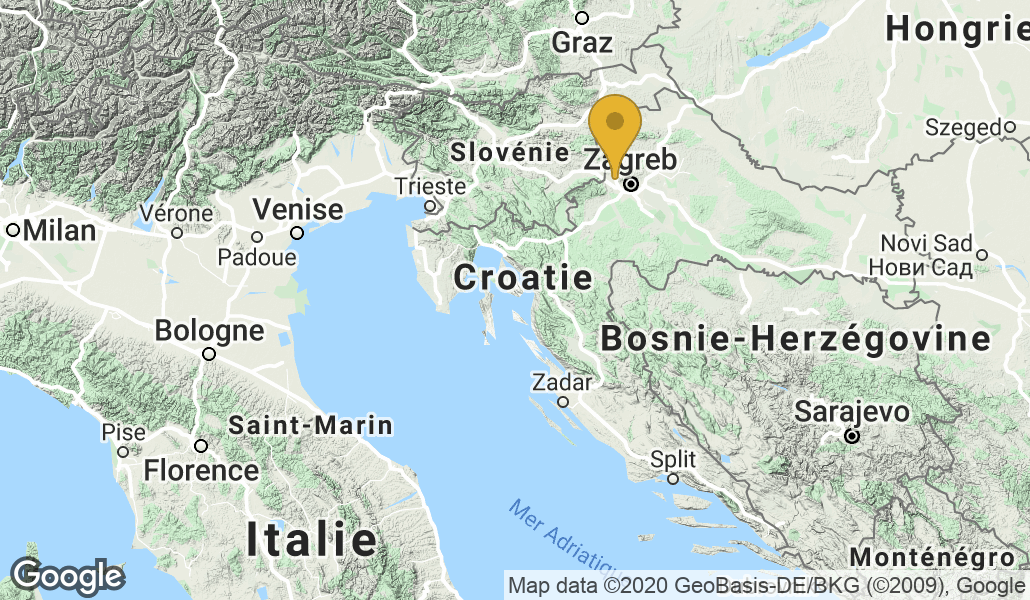 Hongrie
Graz
Szeged
Slovénie
Zagreb
Trieste
Vérone
Venise
Milan
Padoue
Novi Sad
Нови Сад
Croatie
Bologne
Bosnie-Herzégovine
Zadar
Sarajevo
Saint-Marin
Pise
Florence
Split
Mer Adriatiqu
Italie
Monténégro
Google
Map data ©2020 GeoBasis-DE/BKG (©2009), Google